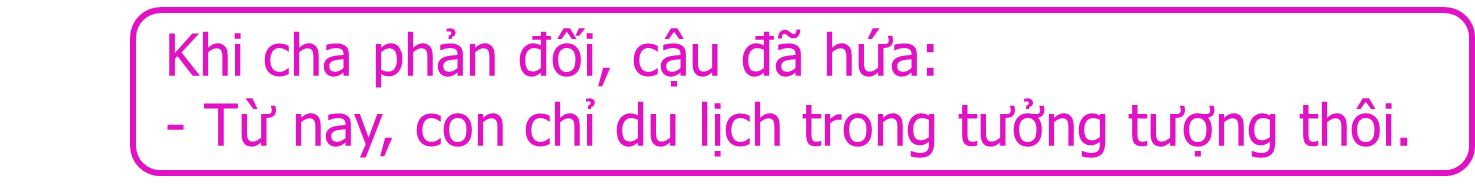 Khi cha phản đối, cậu đã hứa:
- Từ nay, con chỉ du lịch trong tưởng tượng thôi.